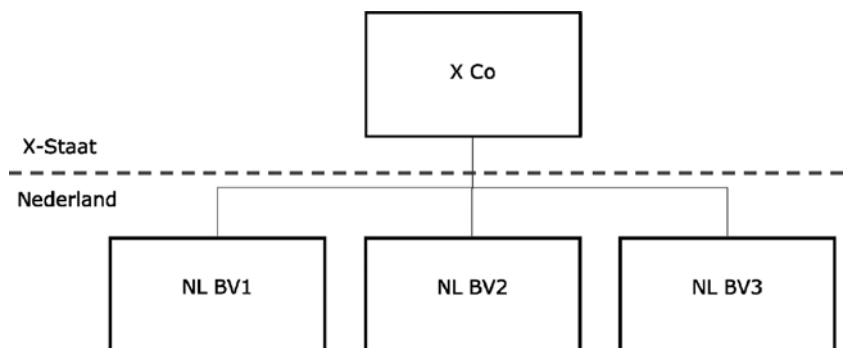 X Co
X-Staat
Nederland
NL BV1
NL BV2
NL BV3